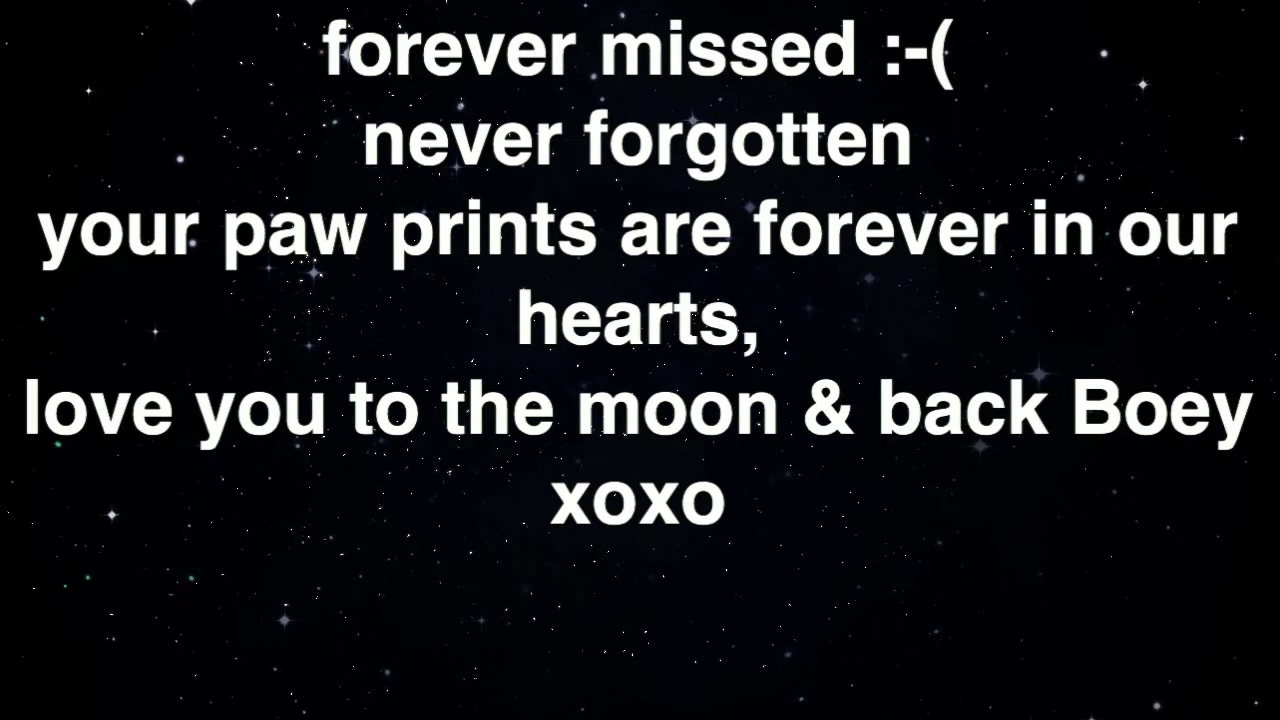 forever missed :-(
never forgotten
your paw prints are forever in our
hearts,
love you to the moon & back Boey
xoxo